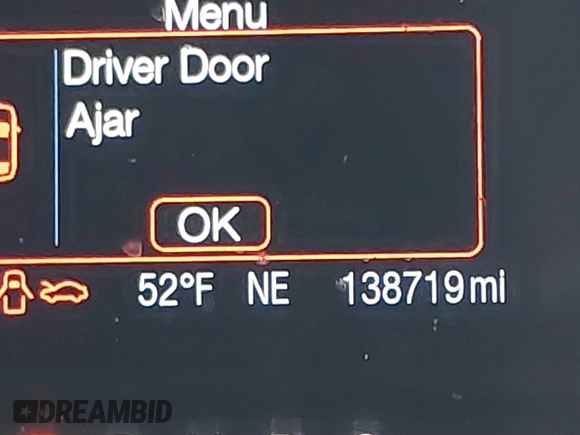 Menu
Driver Door
Ajar
OK
52°F NE 138719mi
DREAMBID